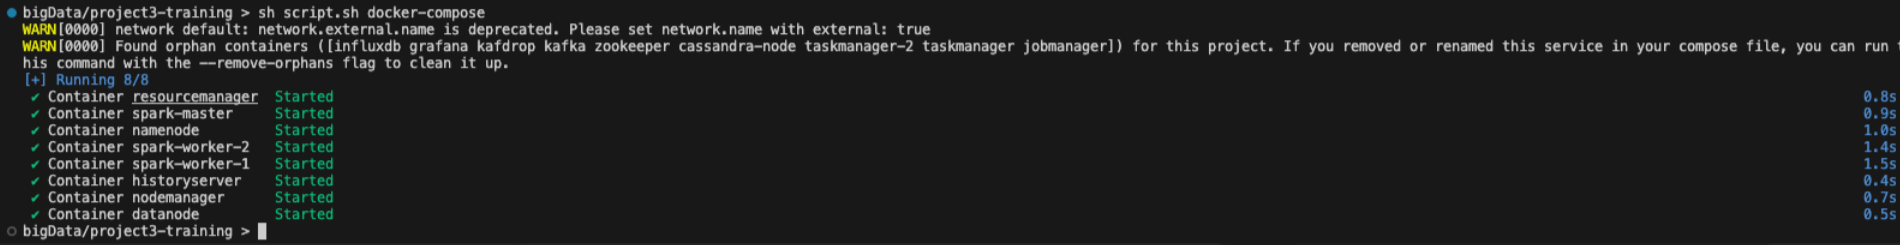 bigData/project3-training > sh script.sh docker-compose
WARN[0000] network default: network.external.name is deprecated. Please set network.name with external: true
WARN[0000] Found orphan containers ([influxdb grafana kafdrop kafka zookeeper cassandra-node taskmanager-2 taskmanager jobmanager]) for this project. If you removed or renamed this service in your compose file, you can run t
his command with the --remove-orphans flag to clean it up.
[+] Running 8/8
✔ Container resourcemanager Started 0.8s
✔ Container spark-master Started 0.9s
✔ Container namenode Started 1.0s
✔ Container spark-worker-2 Started 1.4s
✔ Container spark-worker-1 Started 1.5s
✔ Container historyserver Started 0.4s
✔ Container nodemanager Started 0.7s
✔ Container datanode Started 0.5s
bigData/project3-training >